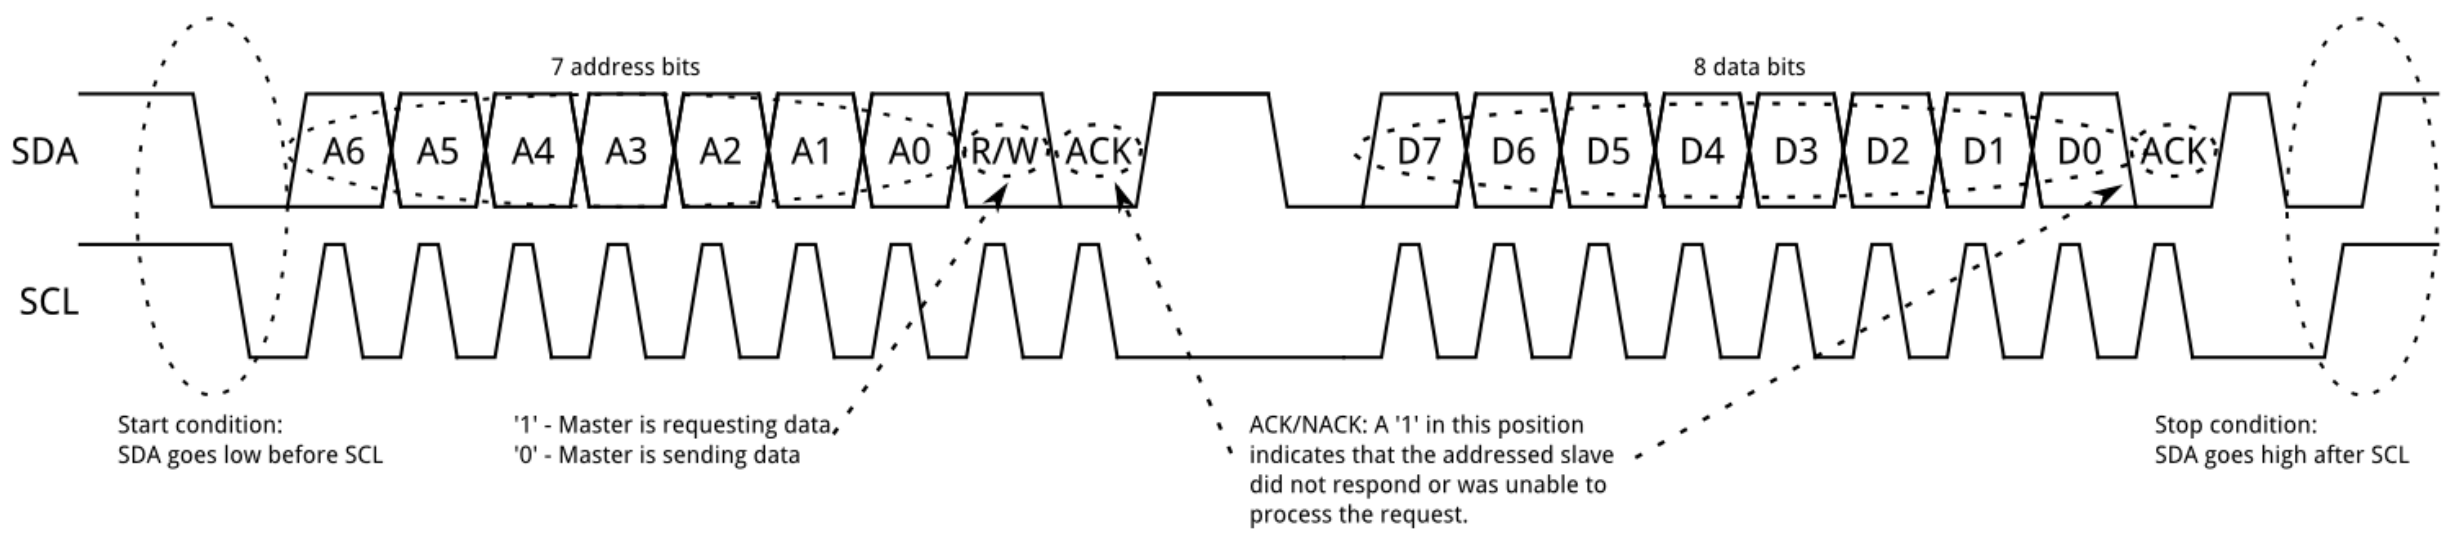 7 address bits
8 data bits
SDA
A6
A5
A4
A3
A2
A1
A0
R/W
ACK
D7
D6
D5
D4
D3
D2
D1
D0
ACK
SCL
Start condition:
SDA goes low before SCL
'1' - Master is requesting data
'0' - Master is sending data
ACK/NACK: A '1' in this position
indicates that the addressed slave
did not respond or was unable to
process the request.
Stop condition:
SDA goes high after SCL